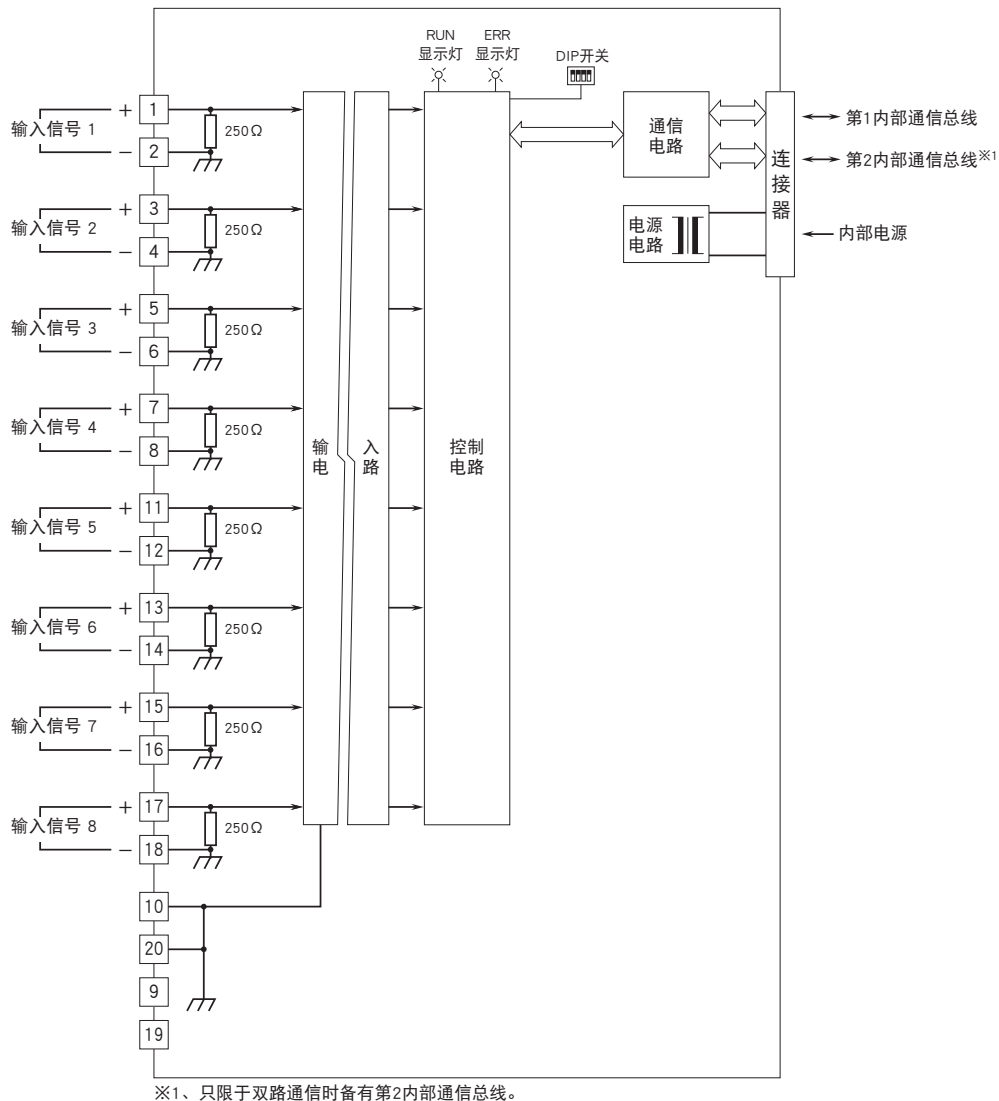 RUN
显示灯
ERR
显示灯
DIP开关
输入信号 1
+ 1
− 2
250Ω
输入信号 2
+ 3
− 4
250Ω
输入信号 3
+ 5
− 6
250Ω
输入信号 4
+ 7
− 8
250Ω
输入信号 5
+ 11
− 12
250Ω
输入信号 6
+ 13
− 14
250Ω
输入信号 7
+ 15
− 16
250Ω
输入信号 8
+ 17
− 18
250Ω
10
20
9
19
输 入
电 路
控制
电路
通信
电路
电源
电路
连
接
器
第1内部通信总线
第2内部通信总线※1
内部电源
※1、只限于双路通信时备有第2内部通信总线。